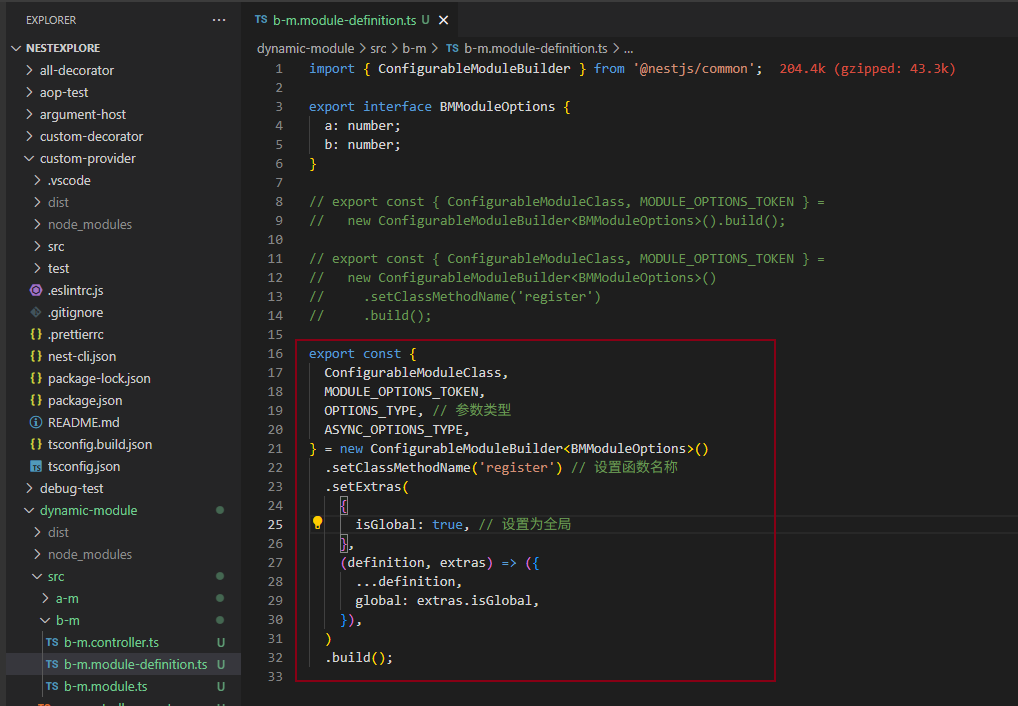 EXPLORER
···
NESTEXPLORE
all-decorator
aop-test
argument-host
custom-decorator
custom-provider
.vscode
dist
node_modules
src
test
.eslintrc.js
.gitignore
{} .prettierrc
{} nest-cli.json
{} package-lock.json
{} package.json
README.md
{} tsconfig.build.json
TS tsconfig.json
debug-test
dynamic-module
dist
node_modules
src
a-m
b-m
TS b-m.controller.ts U
TS b-m.module-definition.ts U
TS b-m.module.ts U
TS b-m.module-definition.ts U
dynamic-module > src > b-m > TS b-m.module-definition.ts > ...
1 import { ConfigurableModuleBuilder } from '@nestjs/common'; 204.4k (gzipped: 43.3k)
2
3 export interface BMModuleOptions {
4 a: number;
5 b: number;
6 }
7
8 // export const { ConfigurableModuleClass, MODULE_OPTIONS_TOKEN } =
9 // new ConfigurableModuleBuilder<BMModuleOptions>().build();
10
11 // export const { ConfigurableModuleClass, MODULE_OPTIONS_TOKEN } =
12 // new ConfigurableModuleBuilder<BMModuleOptions>()
13 // .setClassMethodName('register')
14 // .build();
15
16 export const {
17 ConfigurableModuleClass,
18 MODULE_OPTIONS_TOKEN,
19 OPTIONS_TYPE, // 参数类型
20 ASYNC_OPTIONS_TYPE,
21 } = new ConfigurableModuleBuilder<BMModuleOptions>()
22 .setClassMethodName('register') // 设置函数名称
23 .setExtras(
24 {
25 isGlobal: true, // 设置为全局
26 },
27 (definition, extras) => ({
28 ...definition,
29 global: extras.isGlobal,
30 }),
31 )
32 .build();
33